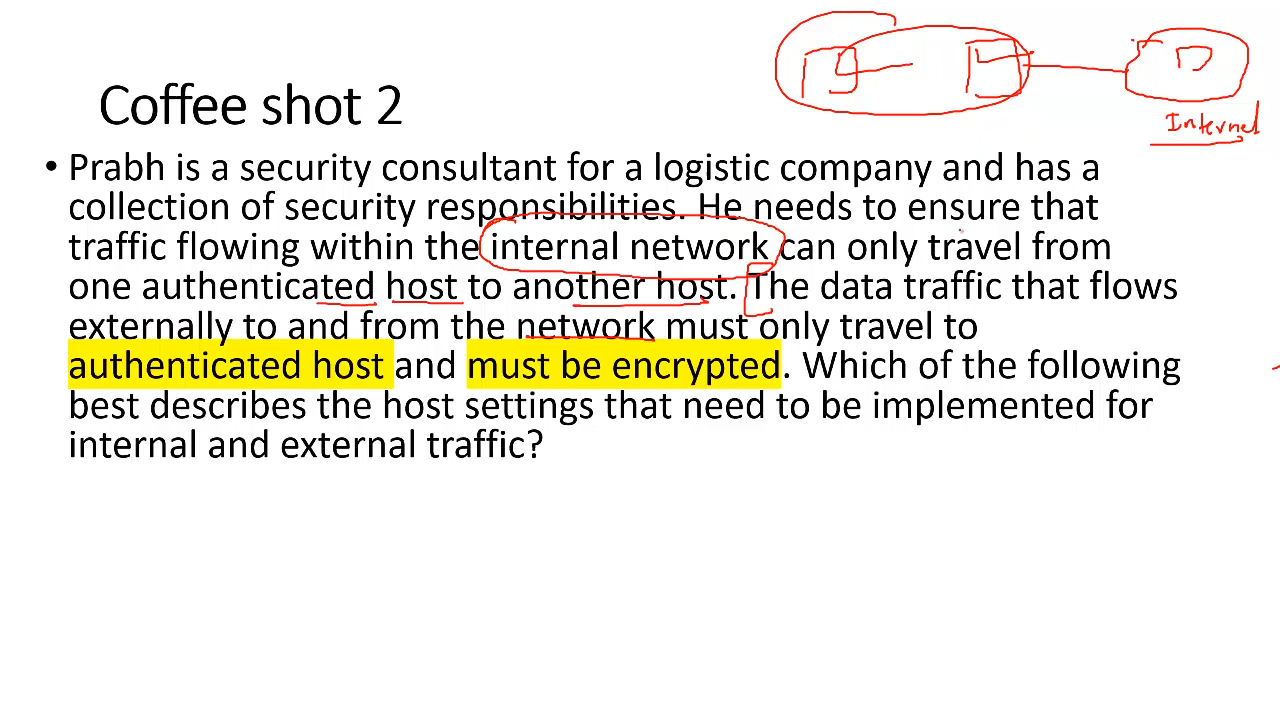 Internel
Coffee shot 2
• Prabh is a security consultant for a logistic company and has a
collection of security responsibilities. He needs to ensure that
traffic flowing within the internal network can only travel from
one authenticated host to another host. The data traffic that flows
externally to and from the network must only travel to
authenticated host and must be encrypted. Which of the following
best describes the host settings that need to be implemented for
internal and external traffic?